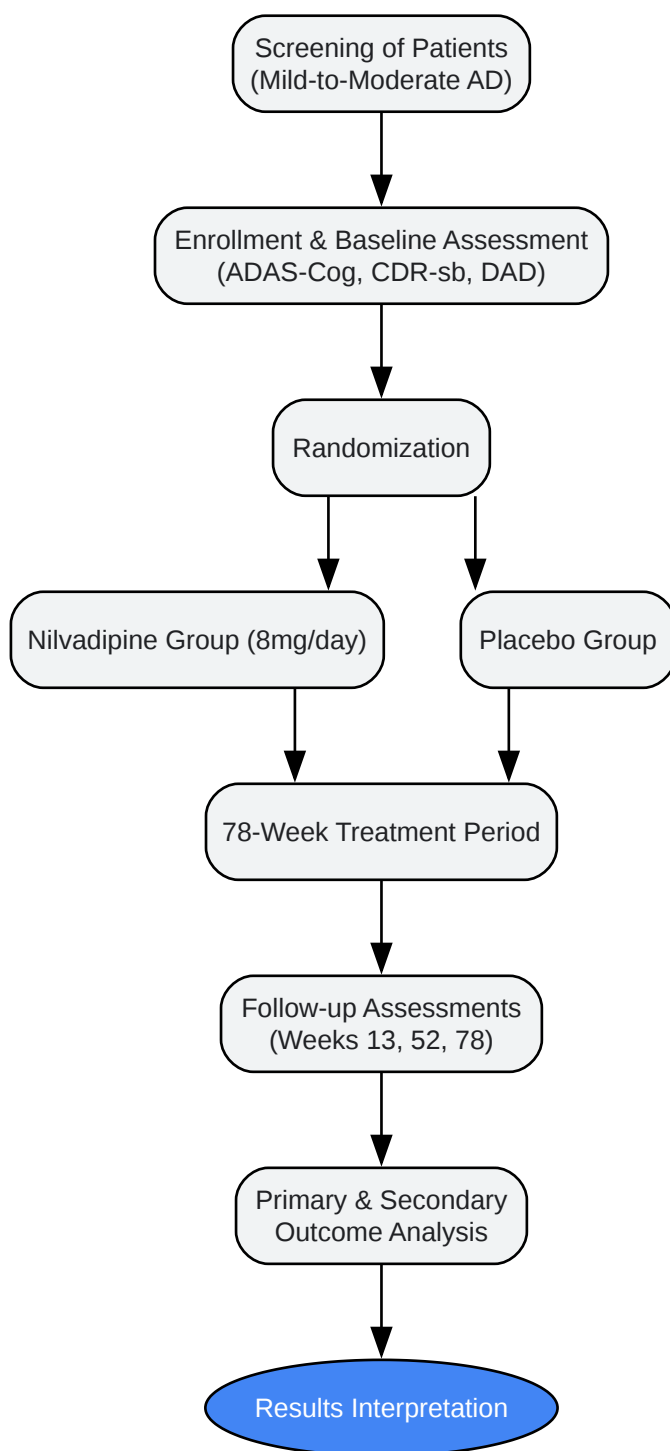 Screening of Patients
(Mild-to-Moderate AD)
Enrollment & Baseline Assessment
(ADAS-Cog, CDR-sb, DAD)
Randomization
Nilvadipine Group (8mg/day)
Placebo Group
78-Week Treatment Period
Follow-up Assessments
(Weeks 13, 52, 78)
Primary & Secondary
Outcome Analysis
Results Interpretation